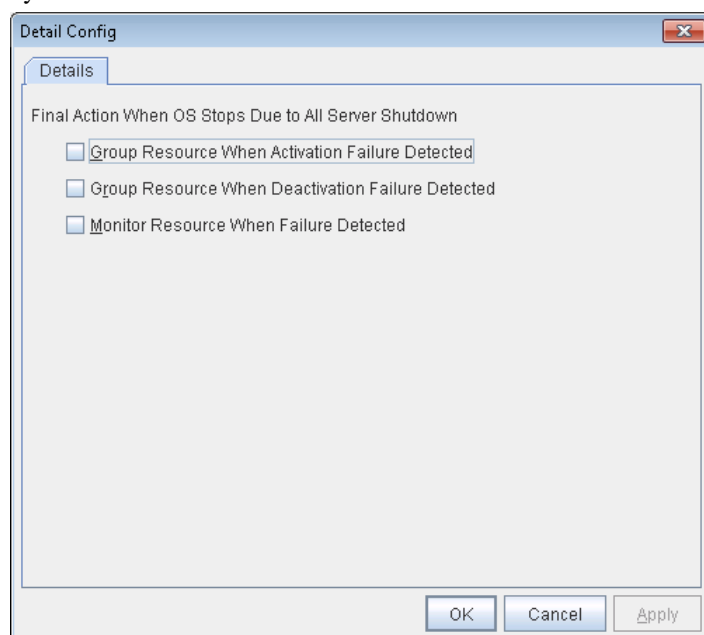 Detail Config
Details
Final Action When OS Stops Due to All Server Shutdown
Group Resource When Activation Failure Detected
Group Resource When Deactivation Failure Detected
Monitor Resource When Failure Detected
OK Cancel Apply